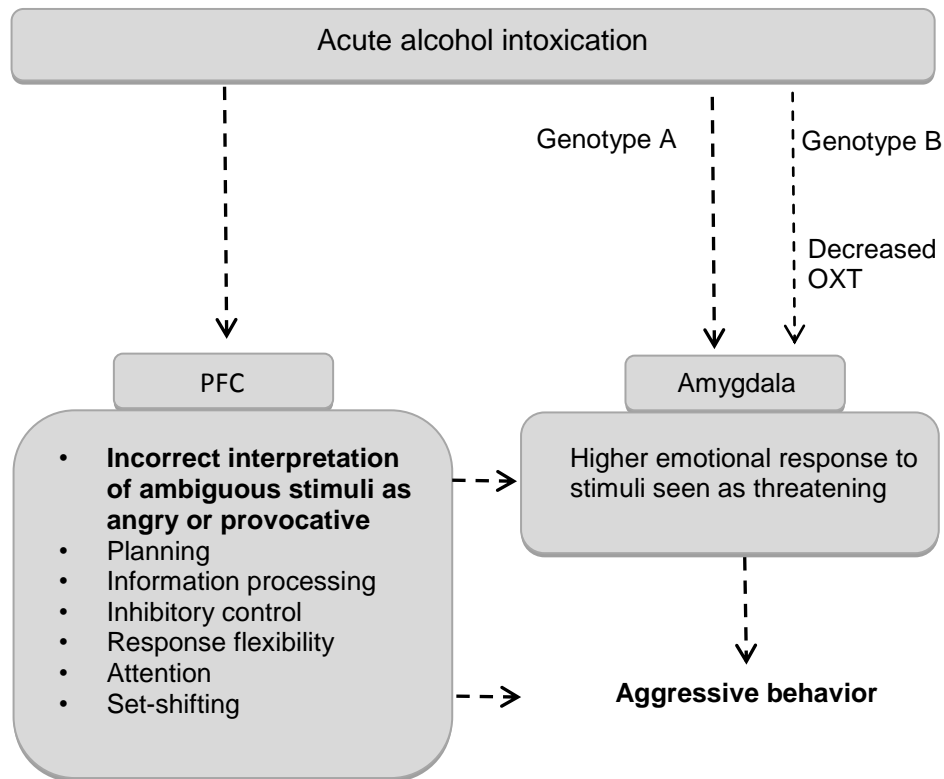 Acute alcohol intoxication
Genotype A
Genotype B
Decreased
OXT
PFC
• Incorrect interpretation
of ambiguous stimuli as
angry or provocative
• Planning
• Information processing
• Inhibitory control
• Response flexibility
• Attention
• Set-shifting
Amygdala
Higher emotional response to
stimuli seen as threatening
Aggressive behavior